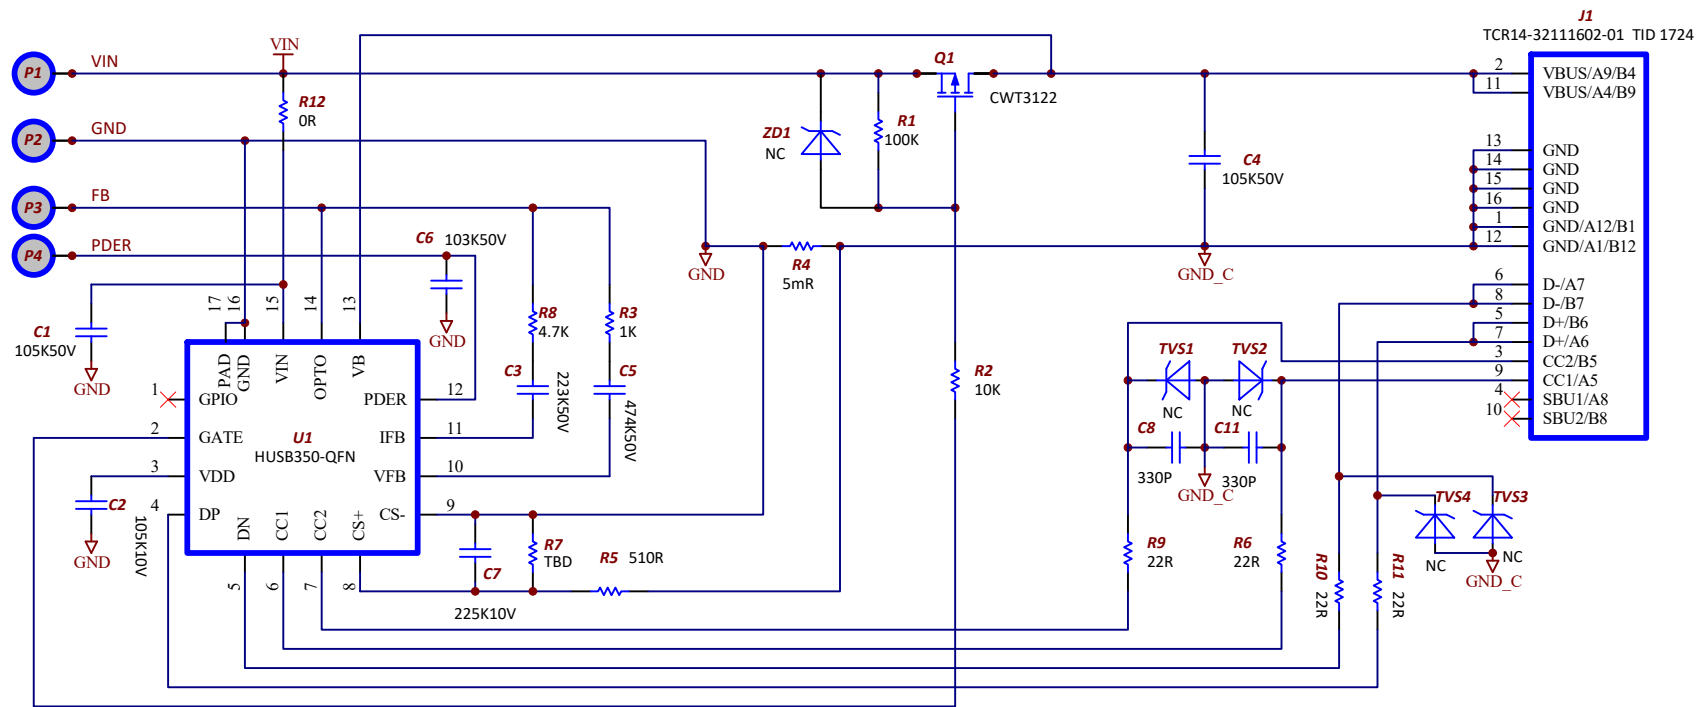 J1
TCR14-32111602-01 TID 1724
P1
VIN
VIN
Q1
CWT3122
R12
0R
P2
GND
ZD1
NC
R1
100K
C4
105K50V
P3
FB
P4
PDER
C6
103K50V
GND
R4
5mR
GND_C
2
VBUS/A9/B4
11
VBUS/A4/B9
13
GND
14
GND
15
GND
16
GND
1
GND/A12/B1
12
GND/A1/B12
6
D-/A7
8
D-/B7
5
D+/B6
7
D+/A6
3
CC2/B5
9
CC1/A5
4
SBU1/A8
10
SBU2/B8
C1
105K50V
GND
17
16
15
14
13
PAD
GND
VIN
OPTO
VB
GND
R8
4.7K
R3
1K
C3
223K50V
C5
474K50V
1
GPIO
2
GATE
3
VDD
4
DP
U1
HUSB350-QFN
PDER
12
IFB
11
VFB
10
CS-
9
DN
CC1
CC2
CS+
5
6
7
8
C2
105K10V
GND
C7
225K10V
R7
TBD
R5
510R
R2
10K
TVS1
NC
TVS2
NC
C8
330P
C11
330P
GND_C
R9
22R
R6
22R
R10
22R
R11
22R
TVS4
NC
TVS3
NC
GND_C